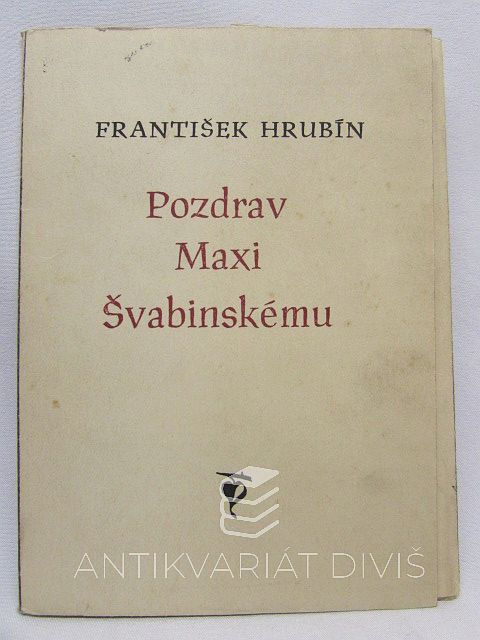 FRANTIŠEK HRUBÍN
Pozdrav
Maxi
Švabinskému
ANTIKVARIÁT DIVIŠ